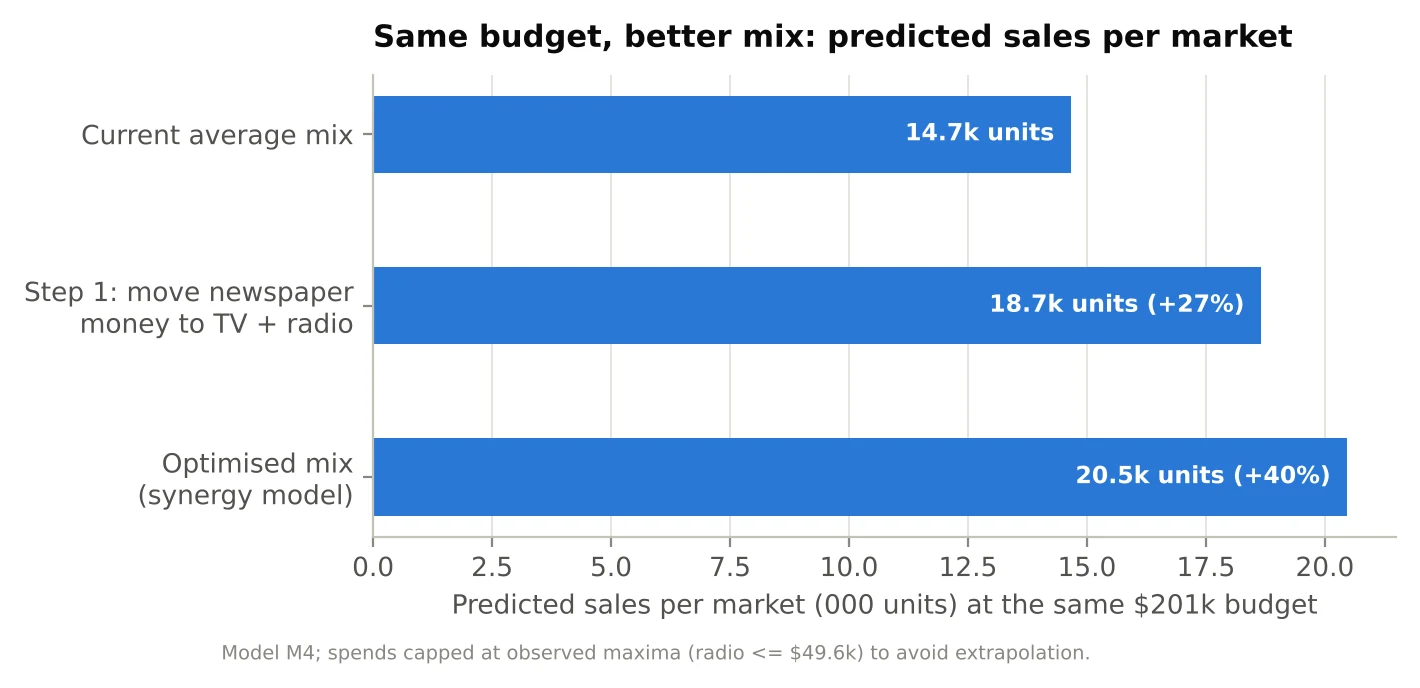 Same budget, better mix: predicted sales per market
Current average mix
14.7k units
Step 1: move newspaper
money to TV + radio
18.7k units (+27%)
Optimised mix
(synergy model)
20.5k units (+40%)
0.0 2.5 5.0 7.5 10.0 12.5 15.0 17.5 20.0
Predicted sales per market (000 units) at the same $201k budget
Model M4; spends capped at observed maxima (radio <= $49.6k) to avoid extrapolation.